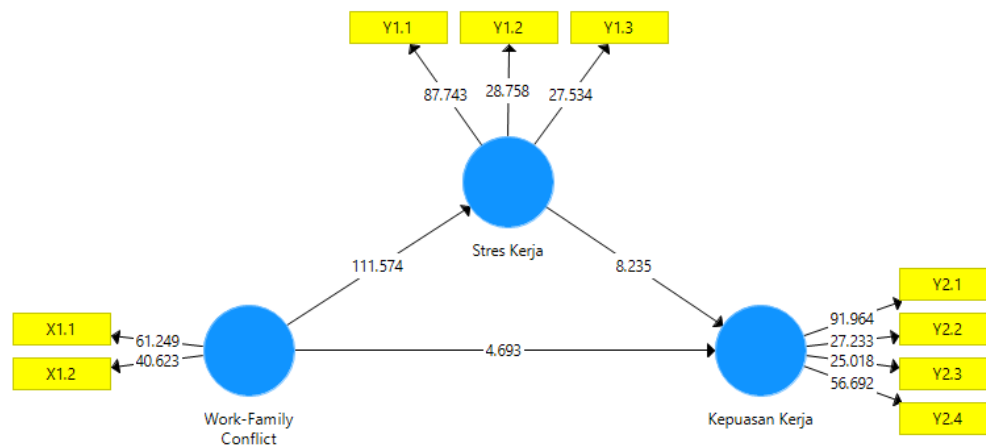 Y1.1
Y1.2
Y1.3
87.743
28.758
27.534
Stres Kerja
111.574
8.235
X1.1
X1.2
61.249
40.623
4.693
Work-Family
Conflict
Kepuasan Kerja
91.964
27.233
25.018
56.692
Y2.1
Y2.2
Y2.3
Y2.4